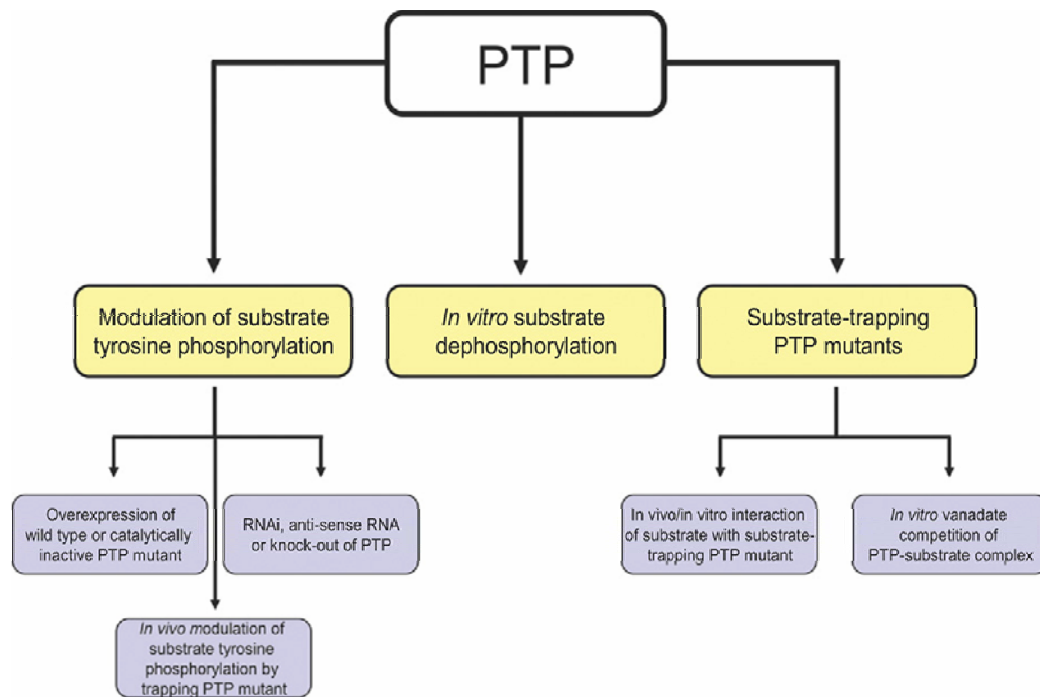 PTP
Modulation of substrate
tyrosine phosphorylation
In vitro substrate
dephosphorylation
Substrate-trapping
PTP mutants
Overexpression of
wild type or catalytically
inactive PTP mutant
RNAi, anti-sense RNA
or knock-out of PTP
In vivo/in vitro interaction
of substrate with substrate-
trapping PTP mutant
In vitro vanadate
competition of
PTP-substrate complex
In vivo modulation of
substrate tyrosine
phosphorylation by
trapping PTP mutant